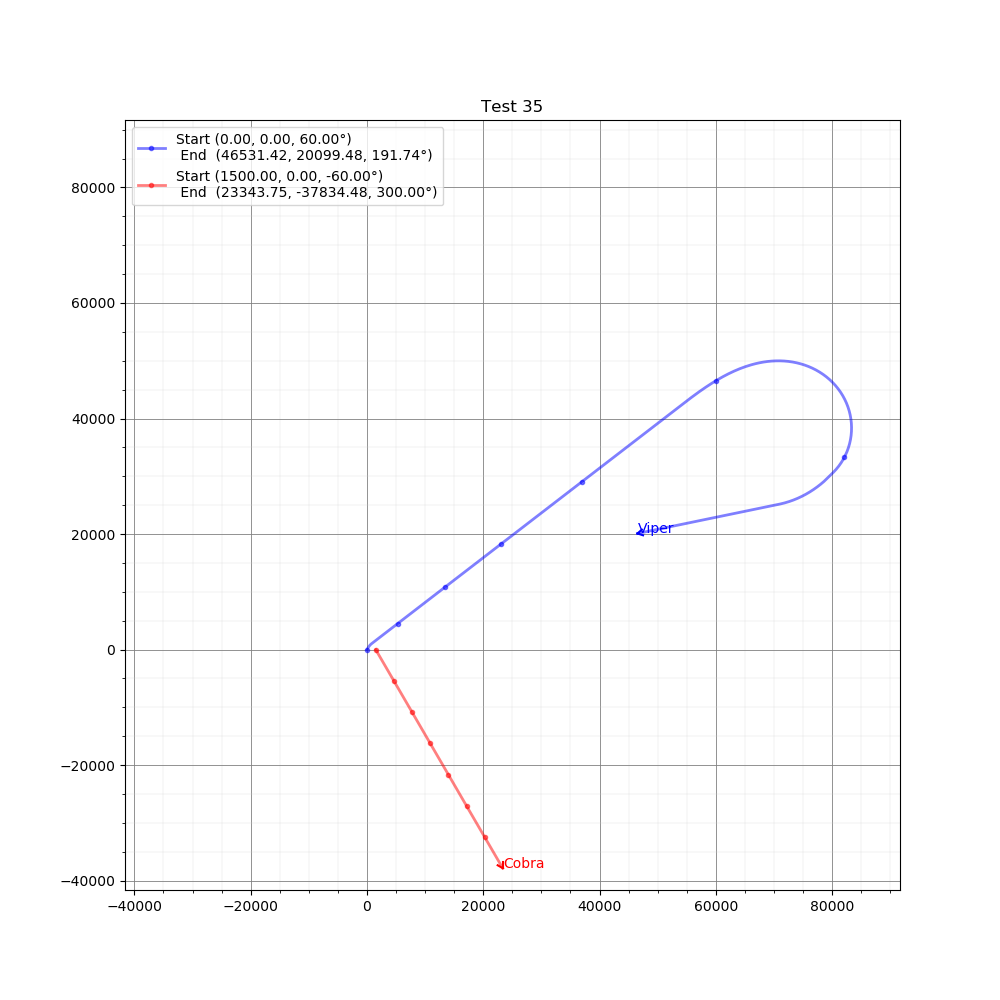 Test 35
Start (0.00, 0.00, 60.00°)
End (46531.42, 20099.48, 191.74°)
Start (1500.00, 0.00, -60.00°)
End (23343.75, -37834.48, 300.00°)
80000
60000
40000
20000
0
−20000
−40000
Viper
Cobra
−40000 −20000 0 20000 40000 60000 80000